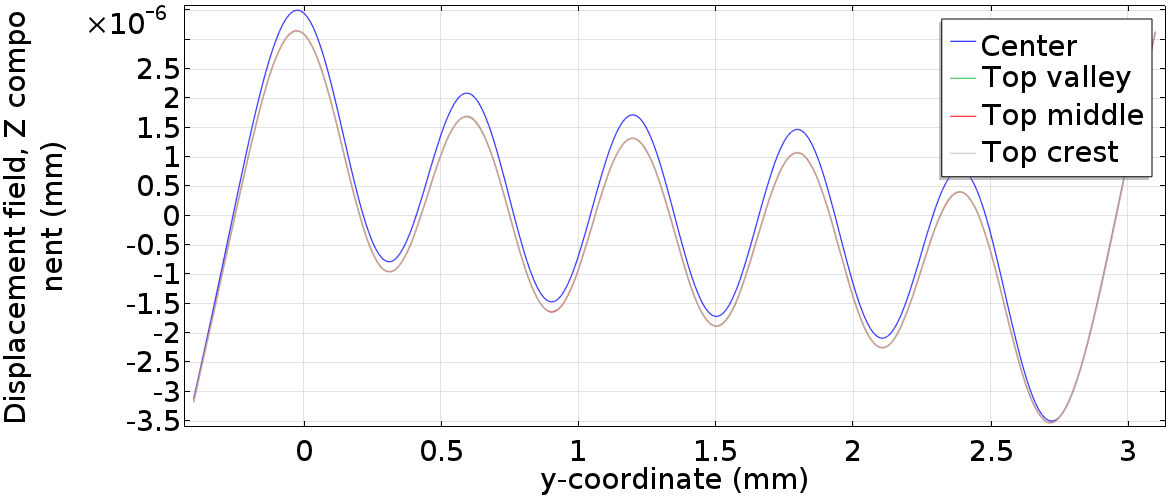 ×10⁻⁶
Displacement field, Z compo
nent (mm)
2.5
2
1.5
1
0.5
0
-0.5
-1
-1.5
-2
-2.5
-3
-3.5
Center
Top valley
Top middle
Top crest
0 0.5 1 1.5 2 2.5 3
y-coordinate (mm)